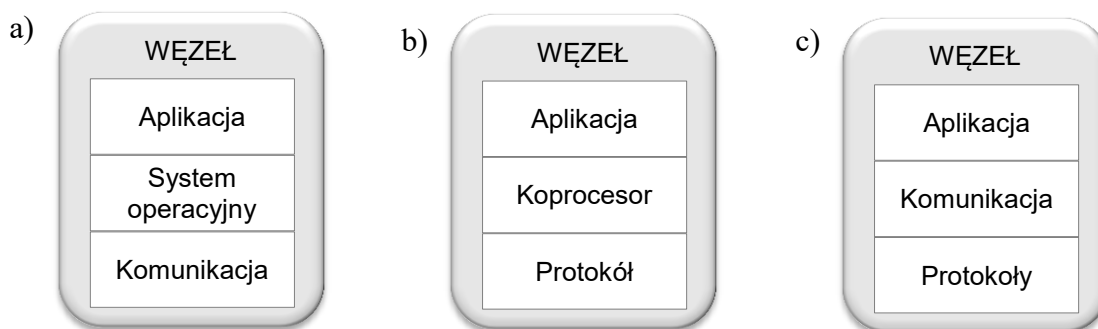 a)
WĘZEŁ
Aplikacja
System
operacyjny
Komunikacja
b)
WĘZEŁ
Aplikacja
Koprocesor
Protokół
c)
WĘZEŁ
Aplikacja
Komunikacja
Protokoły